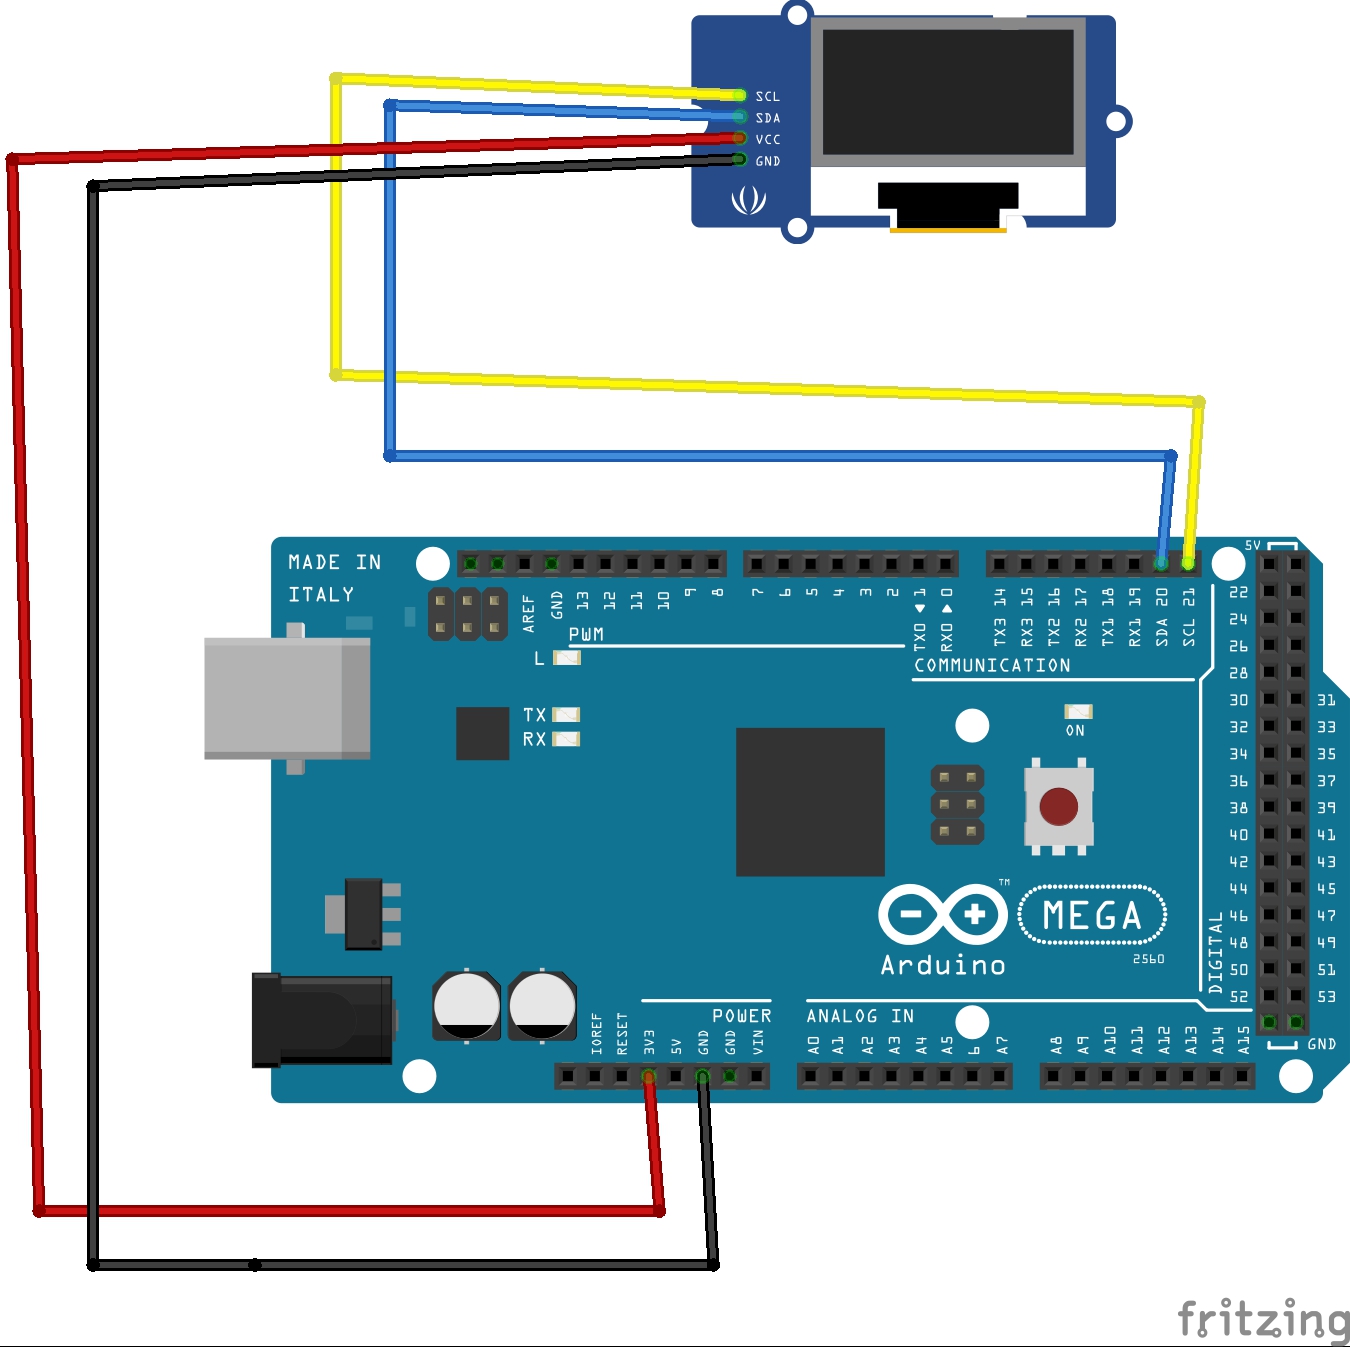 SCL
SDA
VCC
GND
MADE IN
ITALY
AREF
GND
13
12
11
10
9
8
7
6
5
4
3
2
TX0 ◀ 1
RX0 ▶ 0
TX3 14
RX3 15
TX2 16
RX2 17
TX1 18
RX1 19
SDA 20
SCL 21
PWM
COMMUNICATION
L
TX
RX
ON
5V
22
24
26
28
30 31
32 33
34 35
36 37
38 39
40 41
42 43
44 45
46 47
48 49
50 51
52 53
GND
DIGITAL
TM
MEGA
2560
Arduino
POWER
ANALOG IN
IOREF
RESET
3V3
5V
GND
GND
VIN
A0
A1
A2
A3
A4
A5
6
A7
A8
A9
A10
A11
A12
A13
A14
A15
fritzing